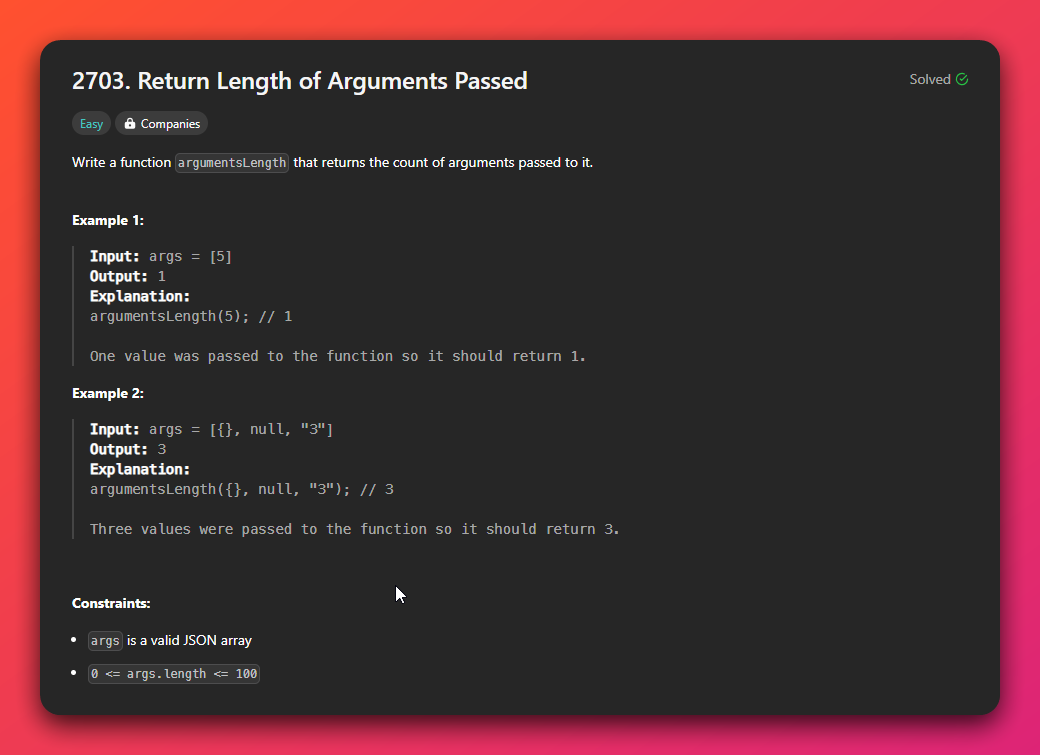 2703. Return Length of Arguments Passed
Solved
Easy
Companies
Write a function argumentsLength that returns the count of arguments passed to it.
Example 1:
Input: args = [5]
Output: 1
Explanation:
argumentsLength(5); // 1
One value was passed to the function so it should return 1.
Example 2:
Input: args = [{}, null, "3"]
Output: 3
Explanation:
argumentsLength({}, null, "3"); // 3
Three values were passed to the function so it should return 3.
Constraints:
• args is a valid JSON array
• 0 <= args.length <= 100